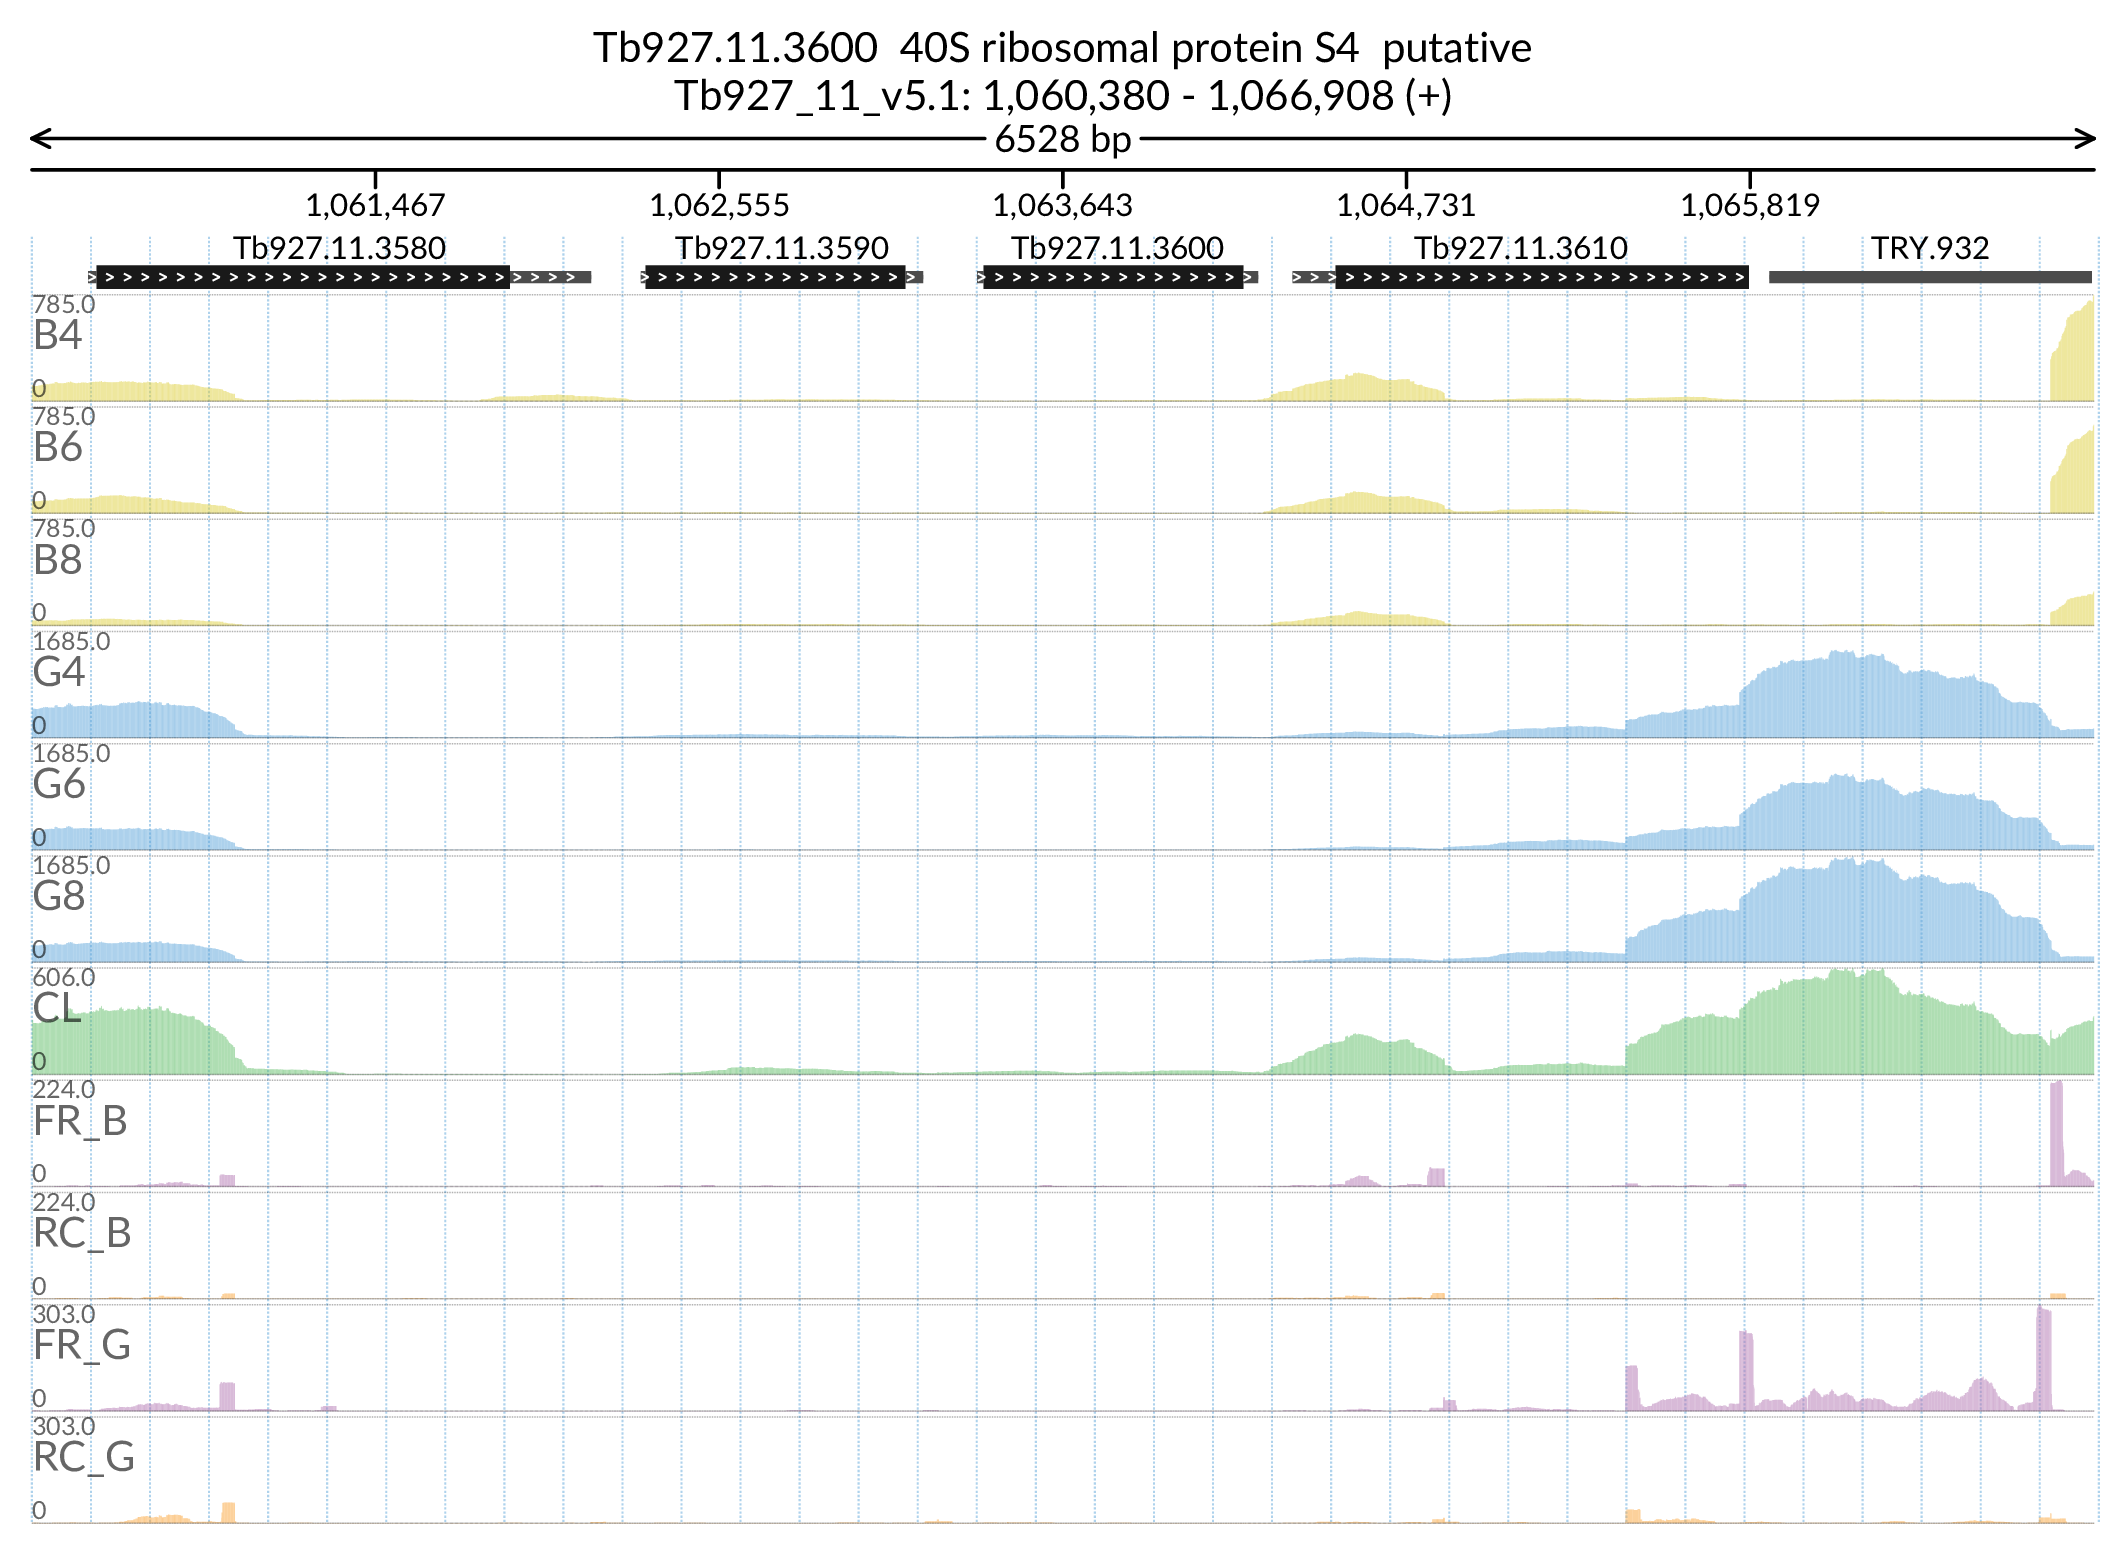 Tb927.11.3600  40S ribosomal protein S4  putative
Tb927_11_v5.1: 1,060,380 - 1,066,908 (+)
6528 bp
1,061,467 1,062,555 1,063,643 1,064,731 1,065,819
Tb927.11.3580 Tb927.11.3590 Tb927.11.3600 Tb927.11.3610 TRY.932
785.0
B4
0
785.0
B6
0
785.0
B8
0
1685.0
G4
0
1685.0
G6
0
1685.0
G8
0
606.0
CL
0
224.0
FR_B
0
224.0
RC_B
0
303.0
FR_G
0
303.0
RC_G
0